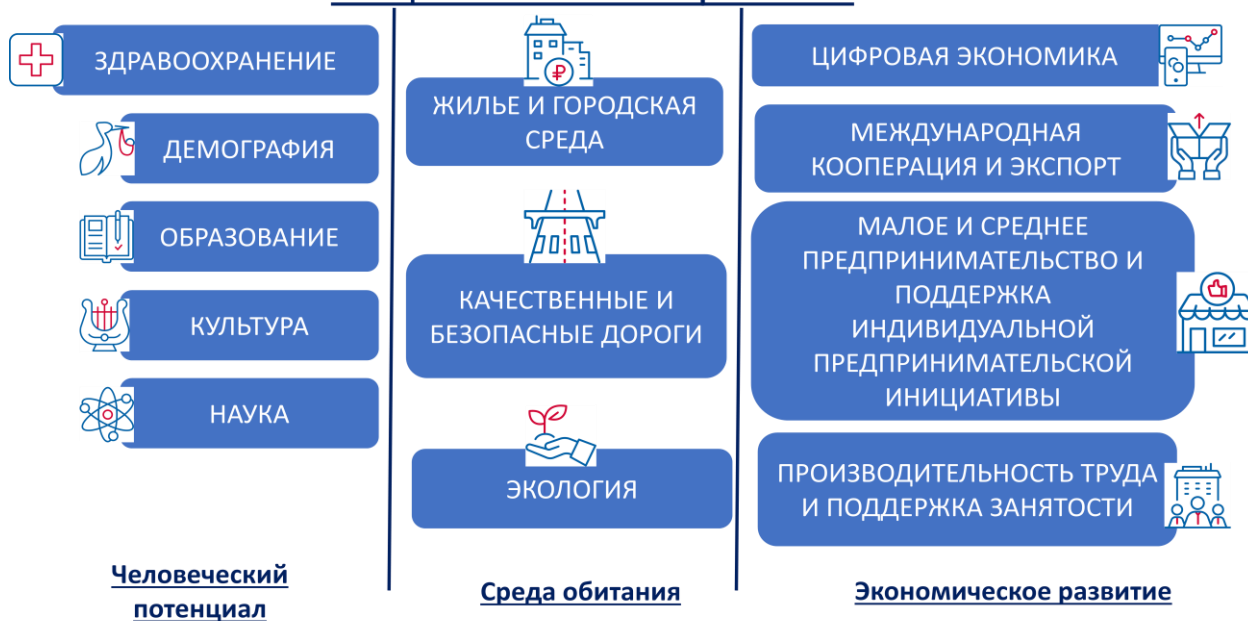 ЗДРАВООХРАНЕНИЕ
ДЕМОГРАФИЯ
ОБРАЗОВАНИЕ
КУЛЬТУРА
НАУКА
Человеческий
потенциал
ЖИЛЬЕ И ГОРОДСКАЯ
СРЕДА
КАЧЕСТВЕННЫЕ И
БЕЗОПАСНЫЕ ДОРОГИ
ЭКОЛОГИЯ
Среда обитания
ЦИФРОВАЯ ЭКОНОМИКА
МЕЖДУНАРОДНАЯ
КООПЕРАЦИЯ И ЭКСПОРТ
МАЛОЕ И СРЕДНЕЕ
ПРЕДПРИНИМАТЕЛЬСТВО И
ПОДДЕРЖКА
ИНДИВИДУАЛЬНОЙ
ПРЕДПРИНИМАТЕЛЬСКОЙ
ИНИЦИАТИВЫ
ПРОИЗВОДИТЕЛЬНОСТЬ ТРУДА
И ПОДДЕРЖКА ЗАНЯТОСТИ
Экономическое развитие